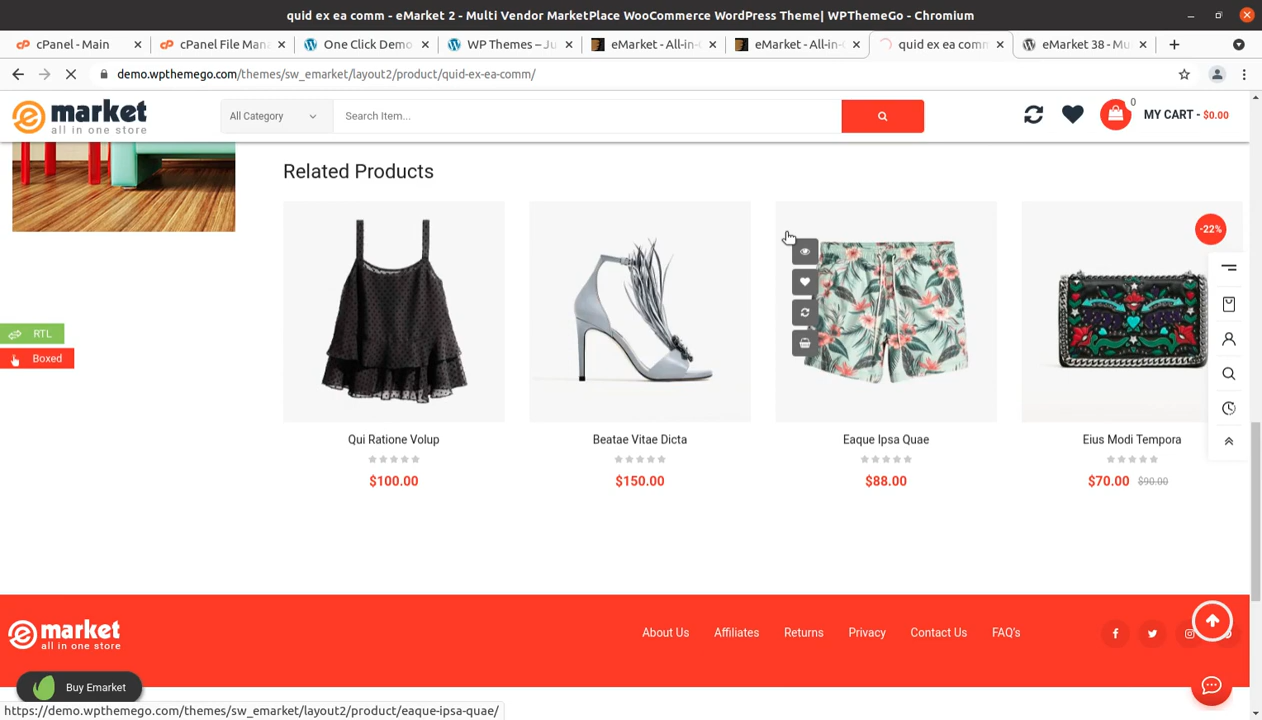 quid ex ea comm - eMarket 2 - Multi Vendor MarketPlace WooCommerce WordPress Theme| WPThemeGo - Chromium
cPanel - Main
cPanel File Man
One Click Demo
WP Themes – Ju
eMarket - All-in-
eMarket - All-in-
quid ex ea comm
eMarket 38 - Mu
demo.wpthemego.com/themes/sw_emarket/layout2/product/quid-ex-ea-comm/
market
all in one store
All Category
Search Item...
0
MY CART - $0.00
Related Products
-22%
RTL
Boxed
Qui Ratione Volup
Beatae Vitae Dicta
Eaque Ipsa Quae
Eius Modi Tempora
$100.00
$150.00
$88.00
$70.00 $90.00
market
all in one store
About Us
Affiliates
Returns
Privacy
Contact Us
FAQ's
Buy Emarket
https://demo.wpthemego.com/themes/sw_emarket/layout2/product/eaque-ipsa-quae/